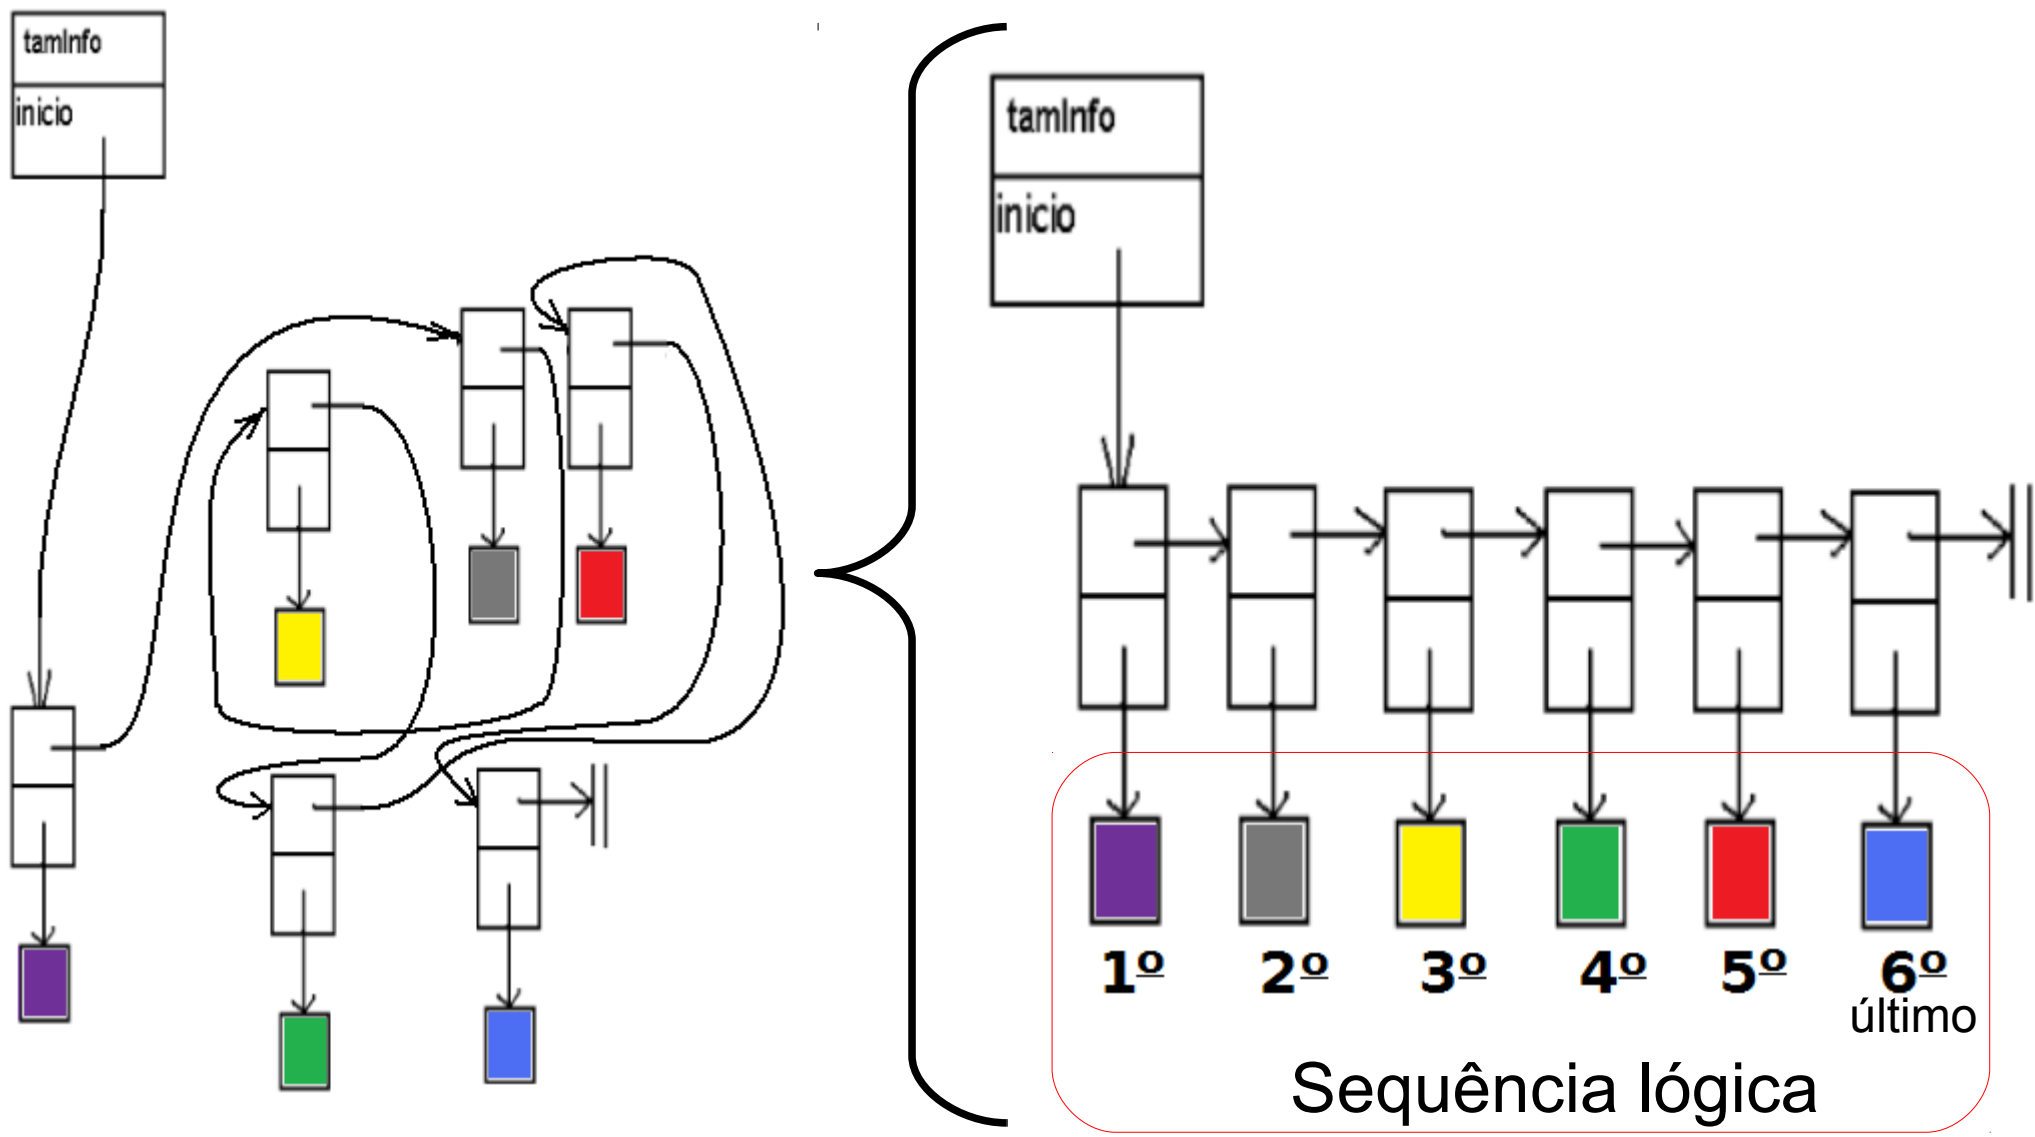 tamInfo
inicio
tamInfo
inicio
1º 2º 3º 4º 5º 6º
último
Sequência lógica